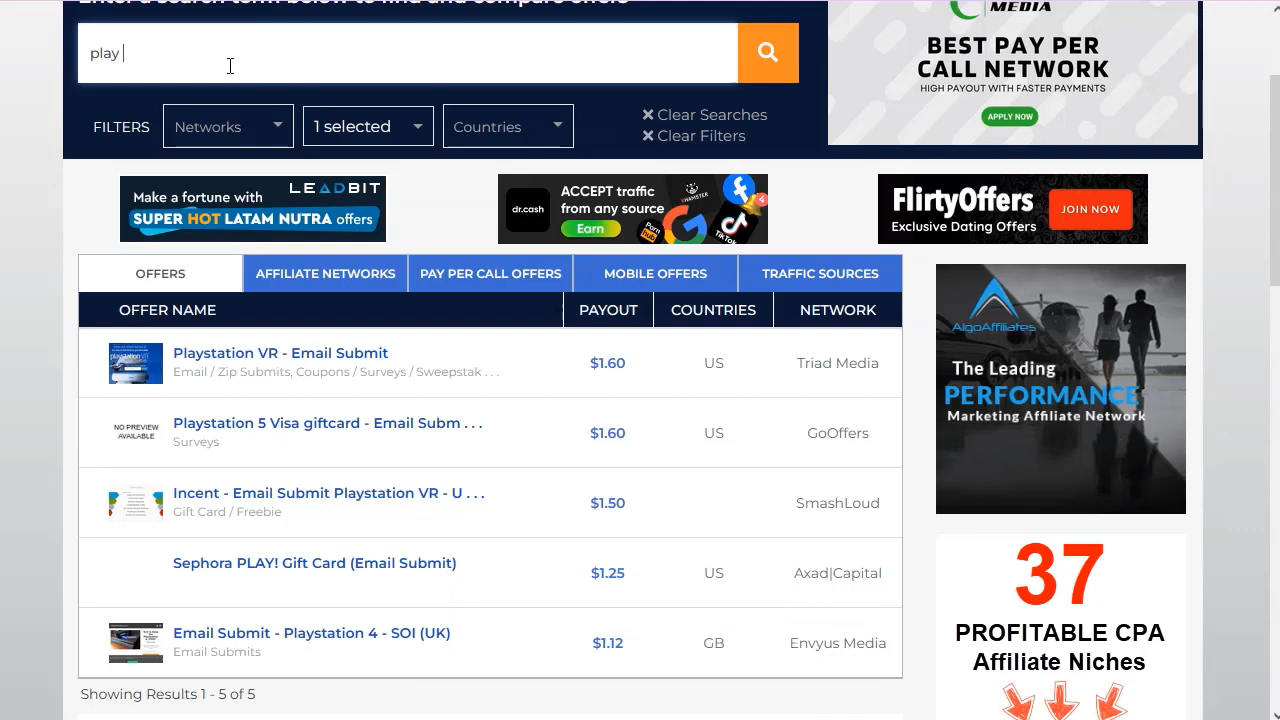 play
FILTERS
Networks
1 selected
Countries
Clear Searches
Clear Filters
MEDIA
BEST PAY PER
CALL NETWORK
HIGH PAYOUT WITH FASTER PAYMENTS
APPLY NOW
LEADBIT
Make a fortune with
SUPER HOT LATAM NUTRA offers
dr.cash
ACCEPT traffic
from any source
Earn
HAMSTER
Porn
hub
TikTok
4
FlirtyOffers
Exclusive Dating Offers
JOIN NOW
OFFERS
AFFILIATE NETWORKS
PAY PER CALL OFFERS
MOBILE OFFERS
TRAFFIC SOURCES
OFFER NAME
PAYOUT
COUNTRIES
NETWORK
Playstation VR - Email Submit
Email / Zip Submits, Coupons / Surveys / Sweepstak . . .
$1.60
US
Triad Media
NO PREVIEW
AVAILABLE
Playstation 5 Visa giftcard - Email Subm . . .
Surveys
$1.60
US
GoOffers
Incent - Email Submit Playstation VR - U . . .
Gift Card / Freebie
$1.50
SmashLoud
Sephora PLAY! Gift Card (Email Submit)
$1.25
US
Axad|Capital
Email Submit - Playstation 4 - SOI (UK)
Email Submits
$1.12
GB
Envyus Media
Showing Results 1 - 5 of 5
AlgoAffiliates
The Leading
PERFORMANCE
Marketing Affiliate Network
37
PROFITABLE CPA
Affiliate Niches